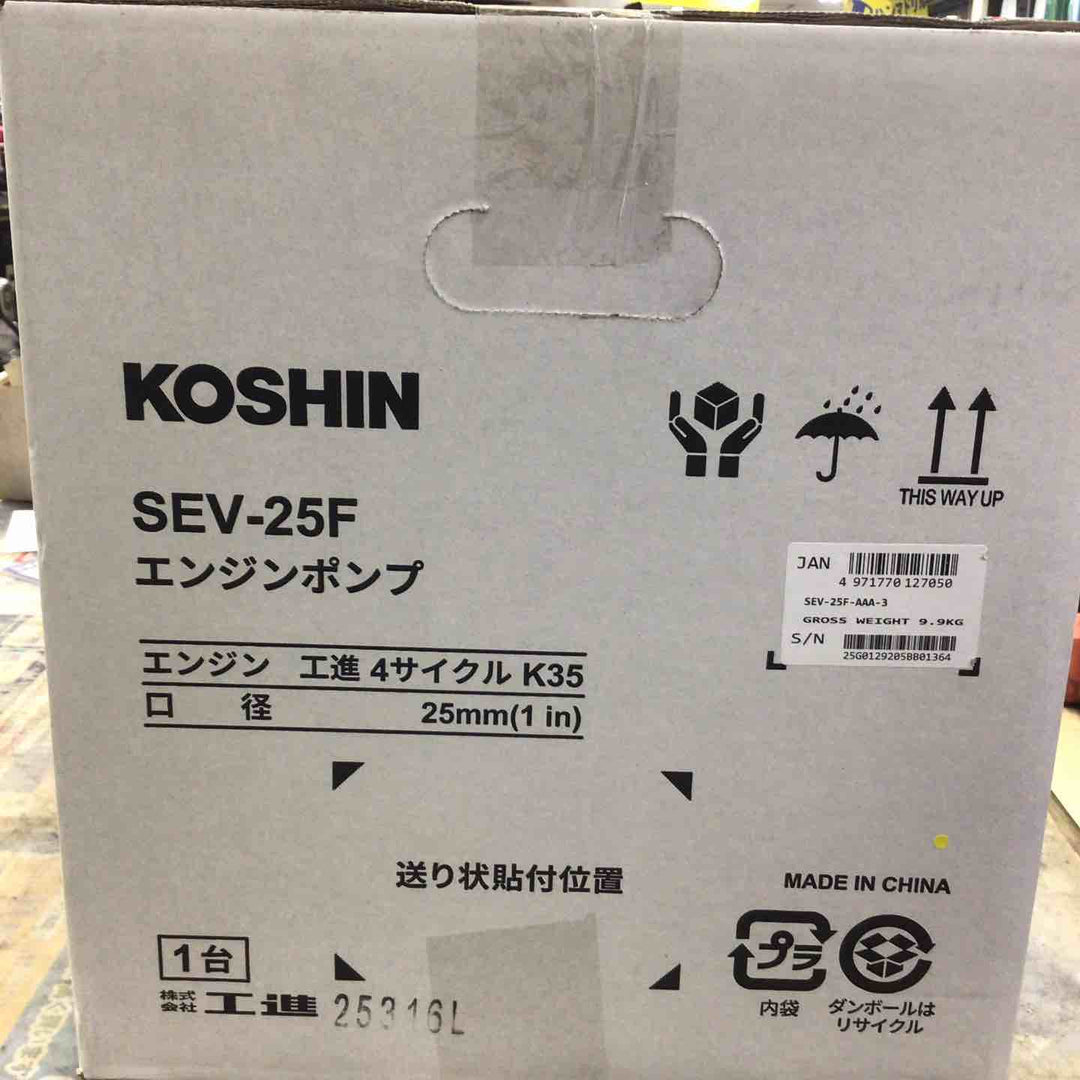 KOSHIN
THIS WAY UP
SEV-25F
エンジンポンプ
JAN
4 971770 127050
SEV-25F-AAA-3
GROSS WEIGHT 9.9KG
S/N
25G0129205BB01364
エンジン 工進 4サイクル K35
口 径 25mm(1 in)
送り状貼付位置
MADE IN CHINA
1台
プラ
内袋
ダンボールは
リサイクル
株式会社 工進
25316L